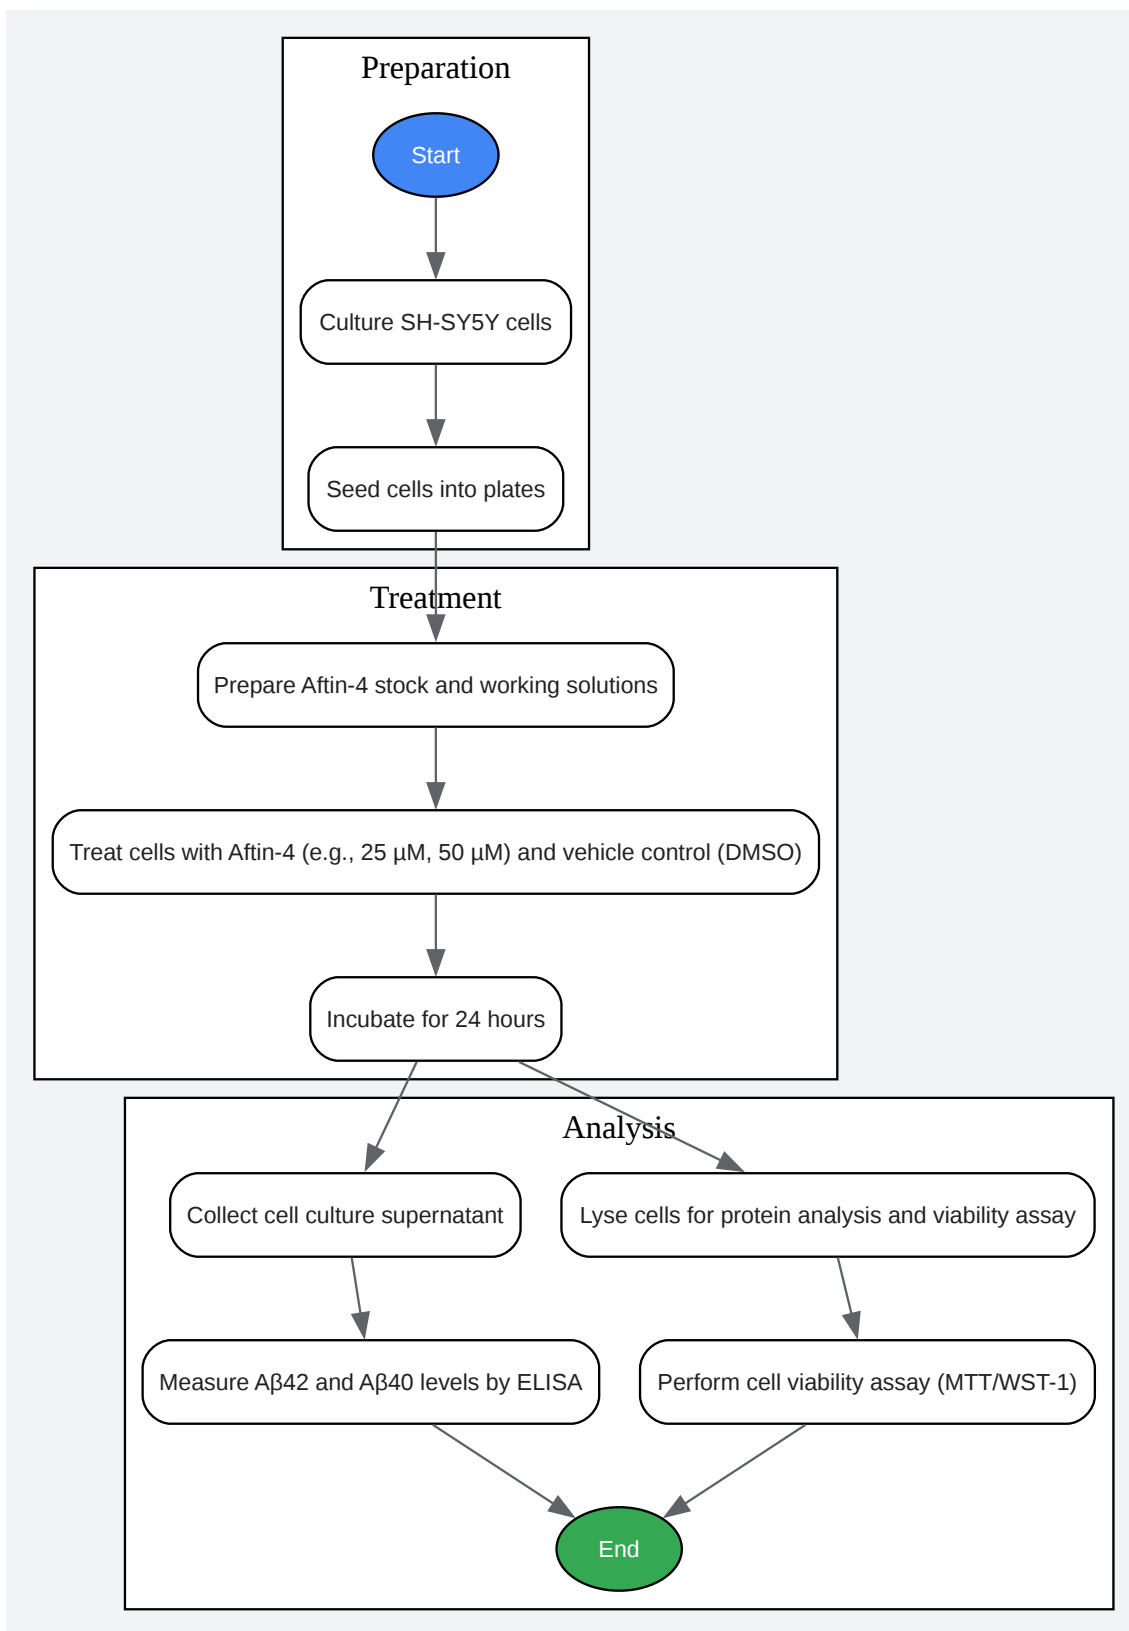 Preparation
Start
Culture SH-SY5Y cells
Seed cells into plates
Treatment
Prepare Aftin-4 stock and working solutions
Treat cells with Aftin-4 (e.g., 25 µM, 50 µM) and vehicle control (DMSO)
Incubate for 24 hours
Analysis
Collect cell culture supernatant
Lyse cells for protein analysis and viability assay
Measure Aβ42 and Aβ40 levels by ELISA
Perform cell viability assay (MTT/WST-1)
End